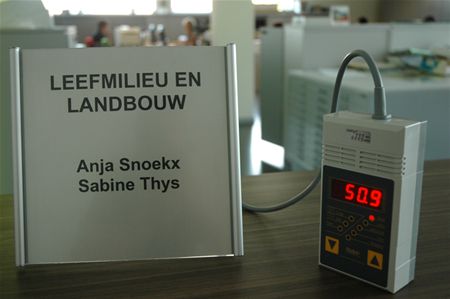 LEEFMILIEU EN
LANDBOUW
Anja Snoekx
Sabine Thys
50.9